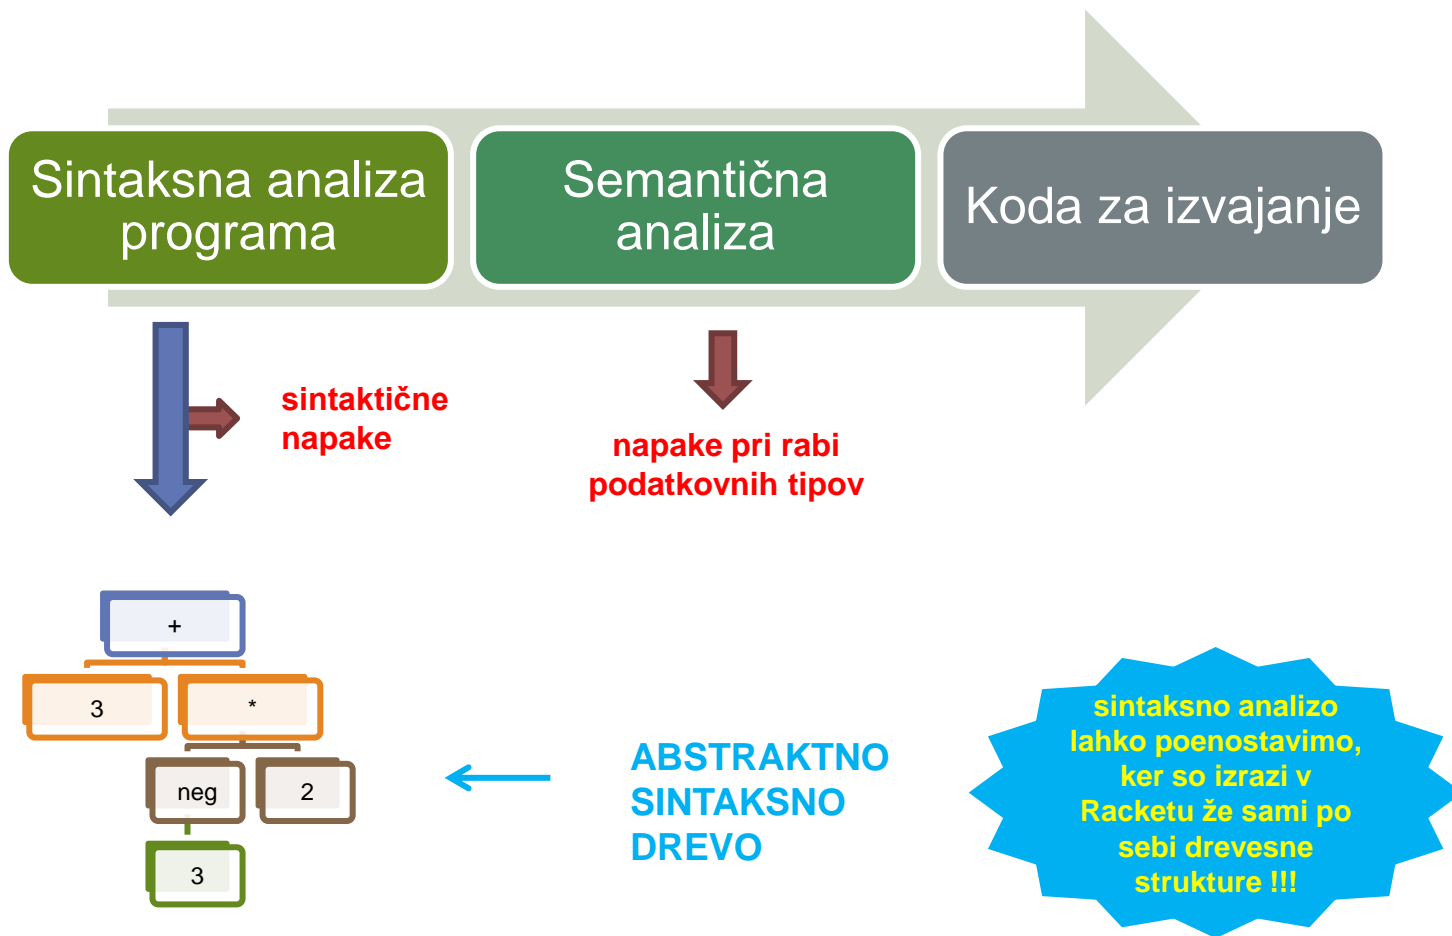 Sintaksna analiza
programa
Semantična
analiza
Koda za izvajanje
sintaktične
napake
napake pri rabi
podatkovnih tipov
+
3
*
neg
2
3
ABSTRAKTNO
SINTAKSNO
DREVO
sintaksno analizo
lahko poenostavimo,
ker so izrazi v
Racketu že sami po
sebi drevesne
strukture !!!